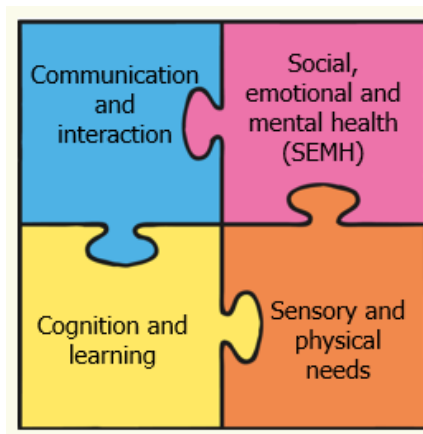 Communication
and
interaction
Social,
emotional and
mental health
(SEMH)
Cognition and
learning
Sensory and
physical
needs